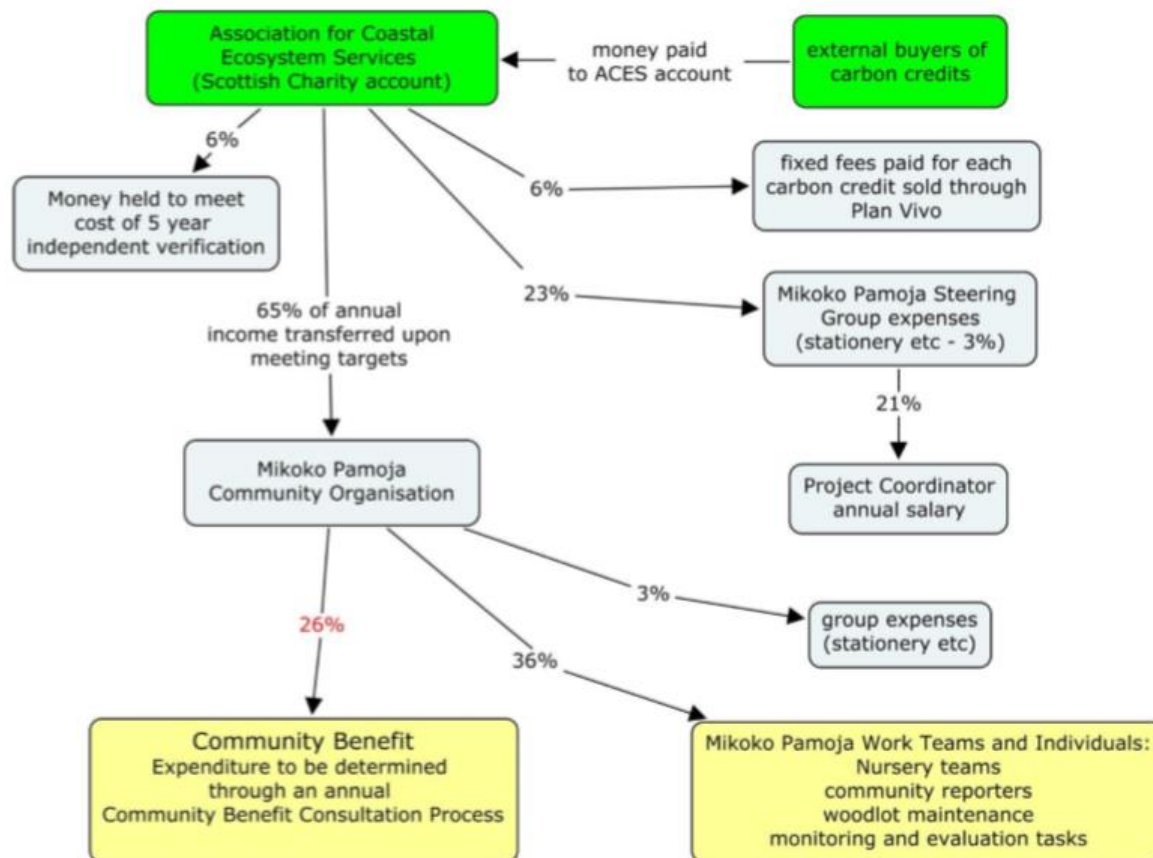 Association for Coastal
Ecosystem Services
(Scottish Charity account)
money paid
to ACES account
external buyers of
carbon credits
6%
Money held to meet
cost of 5 year
independent verification
6%
fixed fees paid for each
carbon credit sold through
Plan Vivo
23%
Mikoko Pamoja Steering
Group expenses
(stationery etc - 3%)
65% of annual
income transferred upon
meeting targets
21%
Mikoko Pamoja
Community Organisation
Project Coordinator
annual salary
3%
group expenses
(stationery etc)
26%
36%
Community Benefit
Expenditure to be determined
through an annual
Community Benefit Consultation Process
Mikoko Pamoja Work Teams and Individuals:
Nursery teams
community reporters
woodlot maintenance
monitoring and evaluation tasks